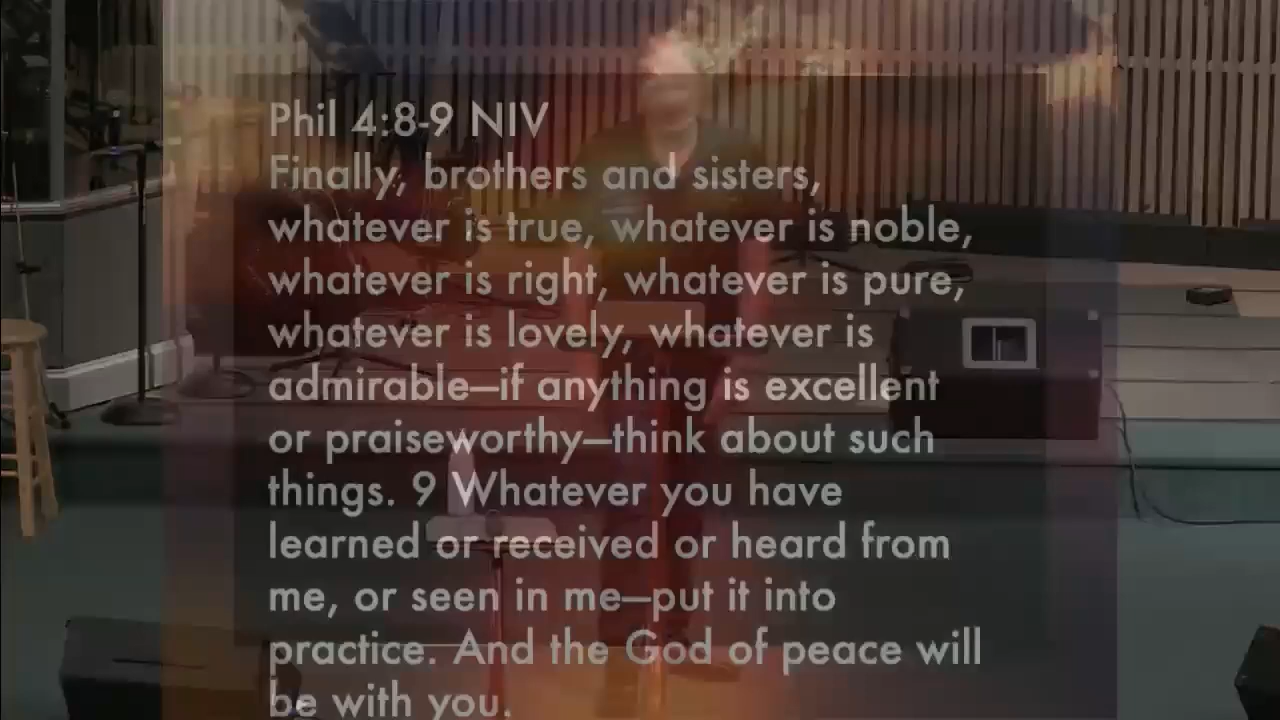 Phil 4:8-9 NIV
Finally, brothers and sisters,
whatever is true, whatever is noble,
whatever is right, whatever is pure,
whatever is lovely, whatever is
admirable—if anything is excellent
or praiseworthy—think about such
things. 9 Whatever you have
learned or received or heard from
me, or seen in me—put it into
practice. And the God of peace will
be with you.